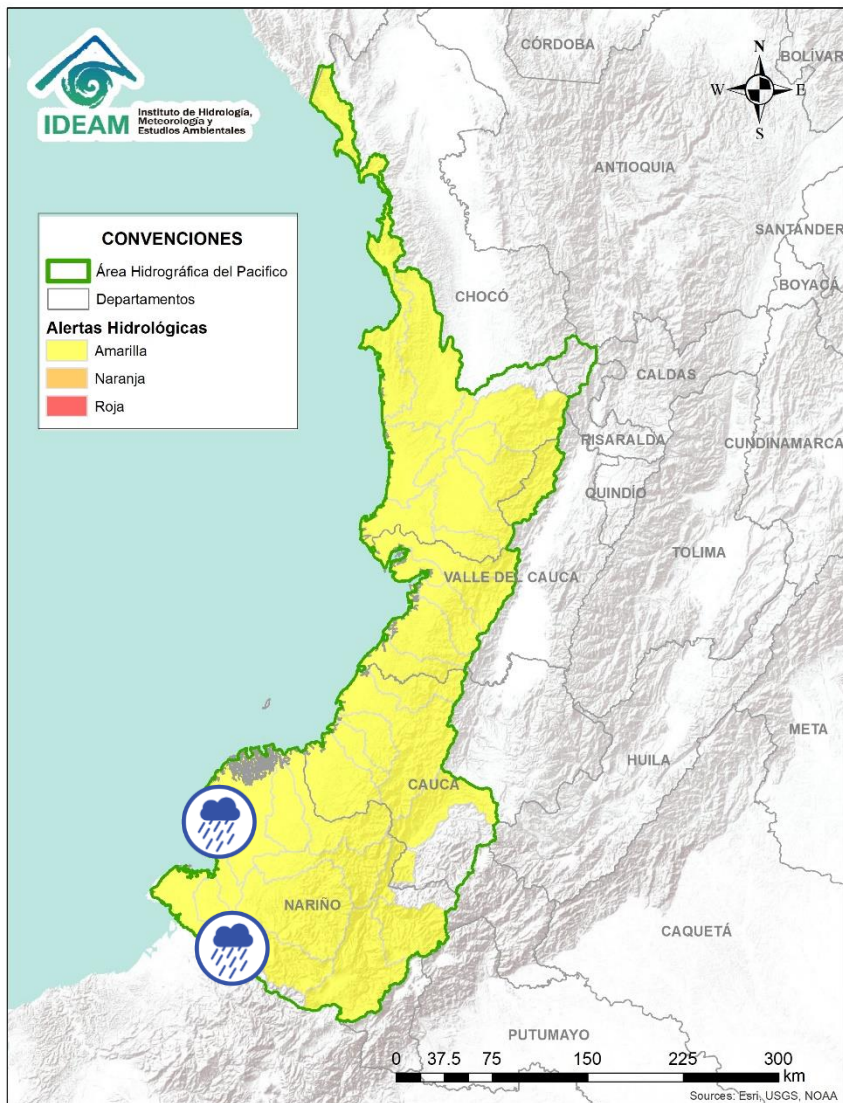 IDEAM
Instituto de Hidrología,
Meteorología y
Estudios Ambientales
CÓRDOBA
BOLÍVAR
N
W
E
S
ANTIOQUIA
SANTANDER
BOYACÁ
CONVENCIONES
Área Hidrográfica del Pacifico
Departamentos
Alertas Hidrológicas
Amarilla
Naranja
Roja
CHOCÓ
CALDAS
RISARALDA
CUNDINAMARCA
QUINDÍO
TOLIMA
VALLE DEL CAUCA
META
HUILA
CAUCA
NARIÑO
CAQUETÁ
PUTUMAYO
0 37.5 75 150 225 300
km
Sources: Esri, USGS, NOAA